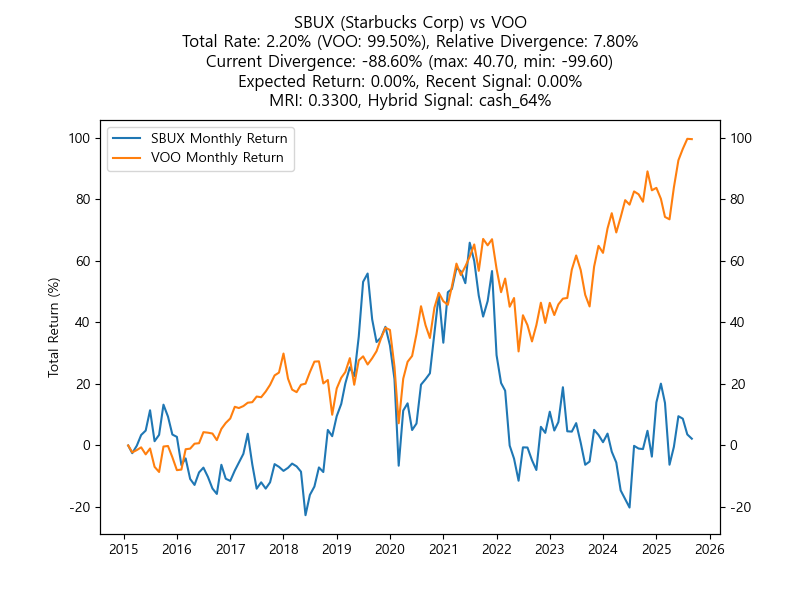 SBUX (Starbucks Corp) vs VOO
Total Rate: 2.20% (VOO: 99.50%), Relative Divergence: 7.80%
Current Divergence: -88.60% (max: 40.70, min: -99.60)
Expected Return: 0.00%, Recent Signal: 0.00%
MRI: 0.3300, Hybrid Signal: cash_64%
SBUX Monthly Return
VOO Monthly Return
Total Return (%)
100
80
60
40
20
0
-20
100
80
60
40
20
0
-20
2015 2016 2017 2018 2019 2020 2021 2022 2023 2024 2025 2026